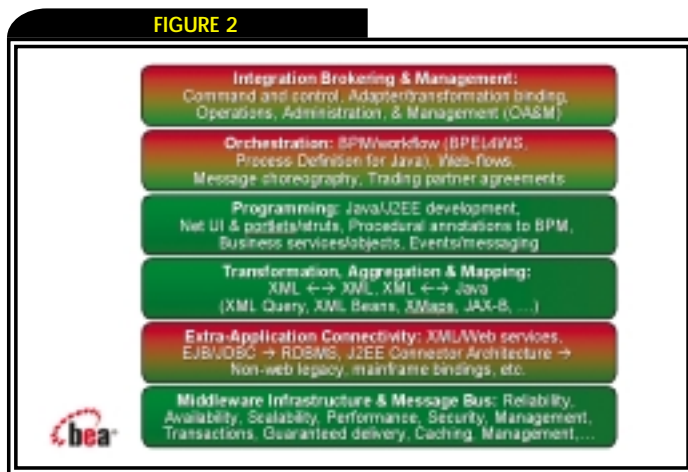 FIGURE 2
Integration Brokering & Management:
Command and control, Adapter/transformation binding,
Operations, Administration, & Management (OA&M)
Orchestration: BPM/workflow (BPEL4WS,
Process Definition for Java), Web-flows,
Message choreography, Trading partner agreements
Programming: Java/J2EE development,
Net UI & portlets/struts, Procedural annotations to BPM,
Business services/objects, Events/messaging
Transformation, Aggregation & Mapping:
XML ←→ XML, XML ←→ Java
(XML Query, XML Beans, XMaps, JAX-B, …)
Extra-Application Connectivity: XML/Web services,
EJB/JDBC → RDBMS, J2EE Connector Architecture →
Non-web legacy, mainframe bindings, etc.
Middleware Infrastructure & Message Bus: Reliability,
Availability, Scalability, Performance, Security, Management,
Transactions, Guaranteed delivery, Caching, Management,…
bea